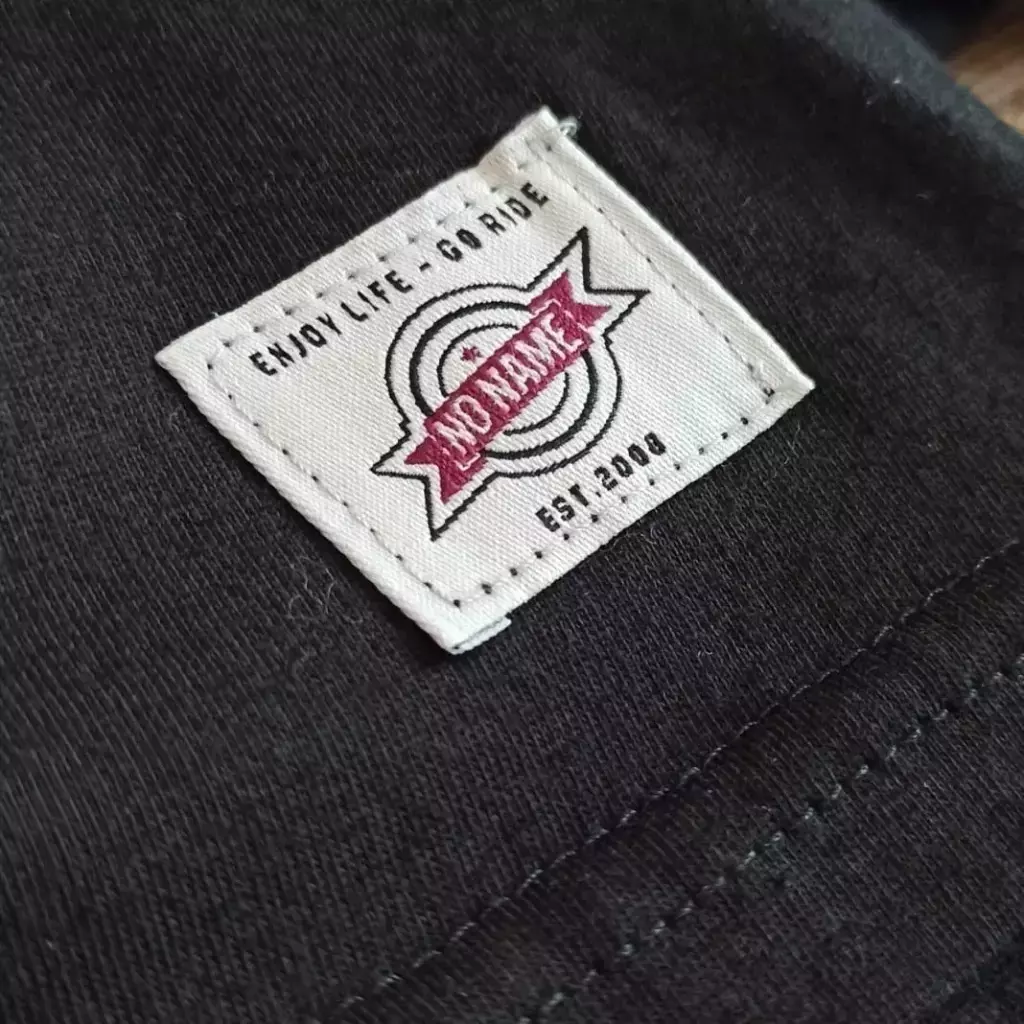 ENJOY LIFE - GO RIDE
NO NAME
EST. 2008